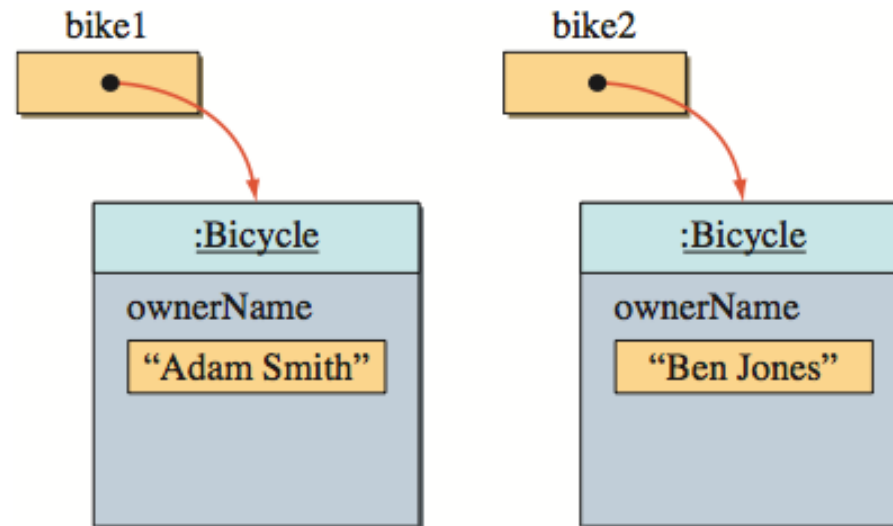 bike1
bike2
:Bicycle
:Bicycle
ownerName
ownerName
“Adam Smith”
“Ben Jones”